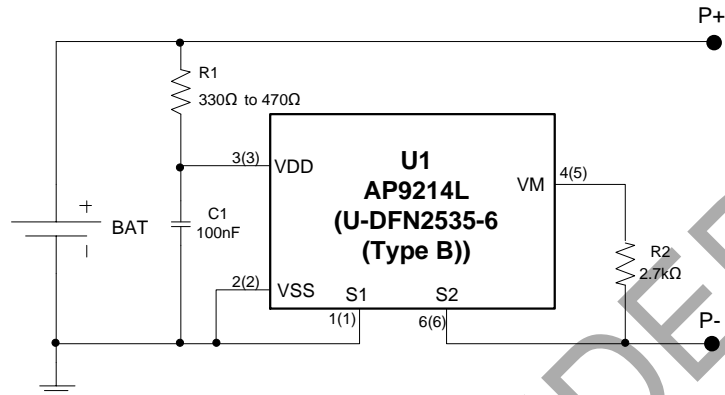 P+
R1
330Ω to 470Ω
3(3)
VDD
U1
AP9214L
(U-DFN2535-6
(Type B))
VM
4(5)
+
BAT
-
C1
100nF
R2
2.7kΩ
2(2)
VSS
S1
S2
1(1)
6(6)
P-